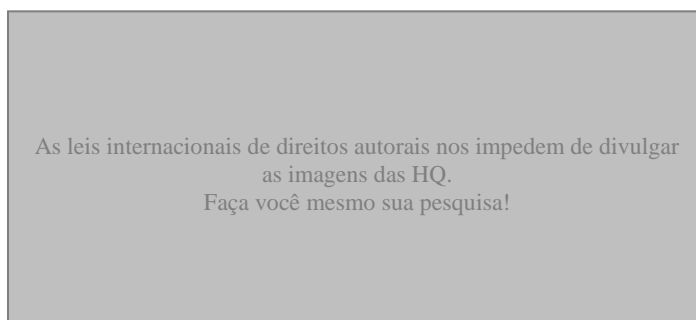 As leis internacionais de direitos autorais nos impedem de divulgar
as imagens das HQ.
Faça você mesmo sua pesquisa!